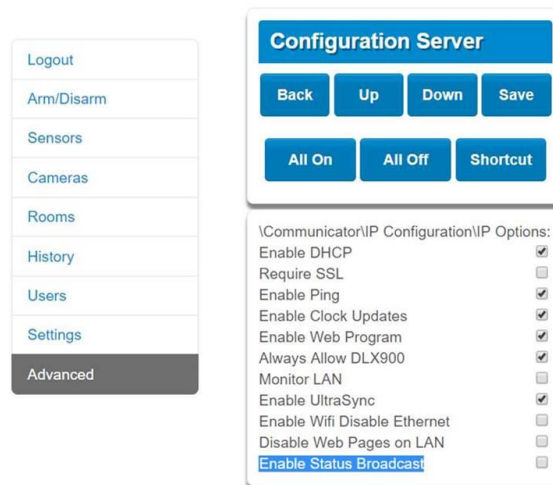 Logout
Arm/Disarm
Sensors
Cameras
Rooms
History
Users
Settings
Advanced
Configuration Server
Back Up Down Save
All On All Off Shortcut
\Communicator\IP Configuration\IP Options:
Enable DHCP
Require SSL
Enable Ping
Enable Clock Updates
Enable Web Program
Always Allow DLX900
Monitor LAN
Enable UltraSync
Enable Wifi Disable Ethernet
Disable Web Pages on LAN
Enable Status Broadcast